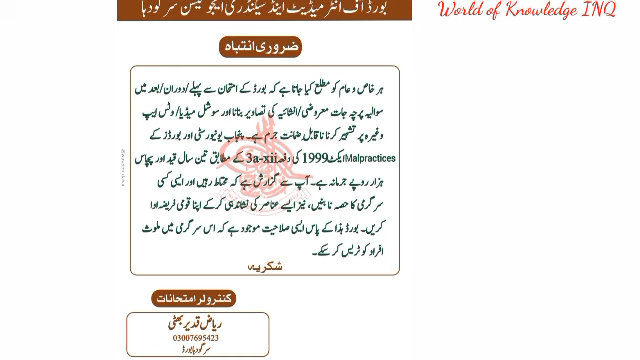 بورڈ آف انٹرمیڈیٹ اینڈ سیکنڈری ایجوکیشن سرگودہا
World of Knowledge INQ
ضروری انتباہ
ہر خاص و عام کو مطلع کیا جاتا ہے کہ بورڈ کے امتحان سے پہلے/دوران/بعد میں
سوالیہ پرچہ جات معروضی/انشائیہ کی تصاویر بنانا اور سوشل میڈیا/وٹس ایپ
وغیرہ پر تشہیر کرنا ناقابل ضمانت جرم ہے۔ پنجاب یونیورسٹی اور بورڈز کے
Malpractices ایکٹ 1999 کی دفعہ 3a-xii کے مطابق تین سال قید اور پچاس
ہزار روپے جرمانہ ہے۔ آپ سے گزارش ہے کہ محتاط رہیں اور ایسی کسی
سرگرمی کا حصہ نا بنیں، نیز ایسے عناصر کی نشاندہی کر کے اپنا قومی فریضہ ادا
کریں۔ بورڈ ہذا کے پاس ایسی صلاحیت موجود ہے کہ اس سرگرمی میں ملوث
افراد کو ٹریس کر سکے۔
شکریہ
کنٹرولر امتحانات
ریاض قدیر بھٹی
03007695423
سرگودہا بورڈ